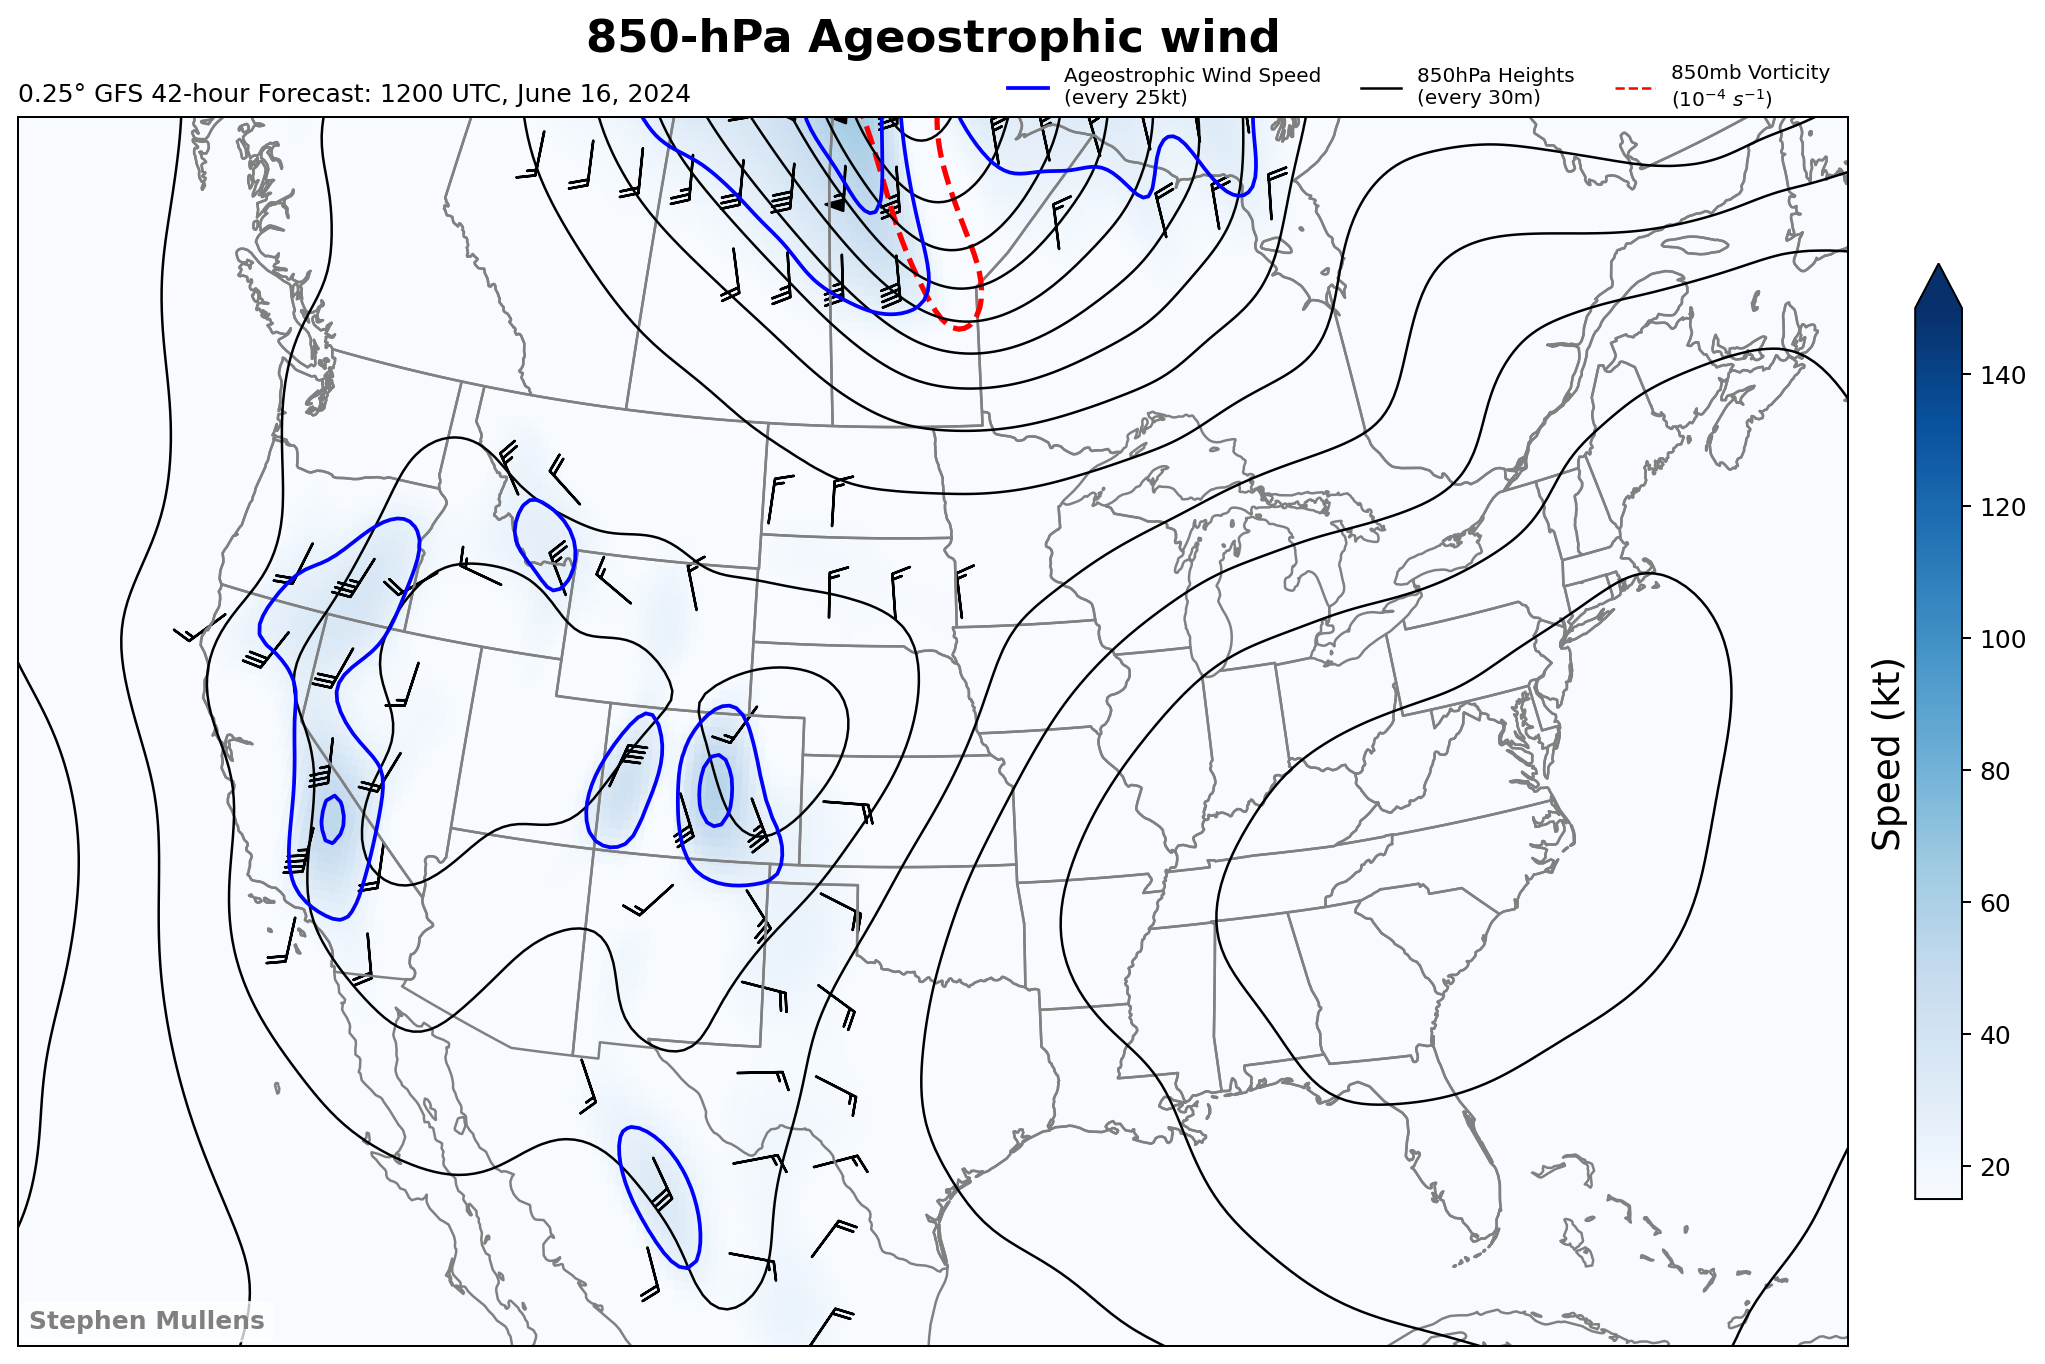 850-hPa Ageostrophic wind
0.25° GFS 42-hour Forecast: 1200 UTC, June 16, 2024
Ageostrophic Wind Speed
(every 25kt)
850hPa Heights
(every 30m)
850mb Vorticity
(10⁻⁴ s⁻¹)
140
120
100
80
60
40
20
Speed (kt)
Stephen Mullens